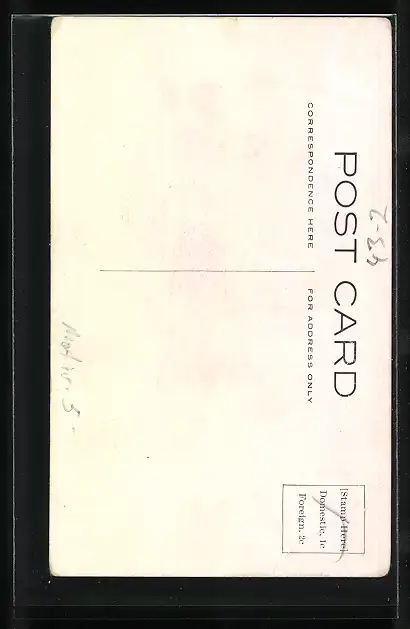 POST CARD
CORRESPONDENCE HERE
FOR ADDRESS ONLY
[Stamp Here]
Domestic, 1c
Foreign, 2c